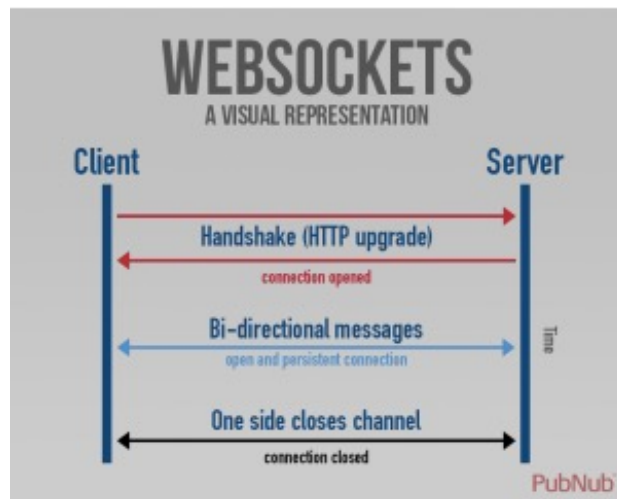 WEBSOCKETS
A VISUAL REPRESENTATION
Client
Server
Handshake (HTTP upgrade)
connection opened
Bi-directional messages
open and persistent connection
Time
One side closes channel
connection closed
PubNub